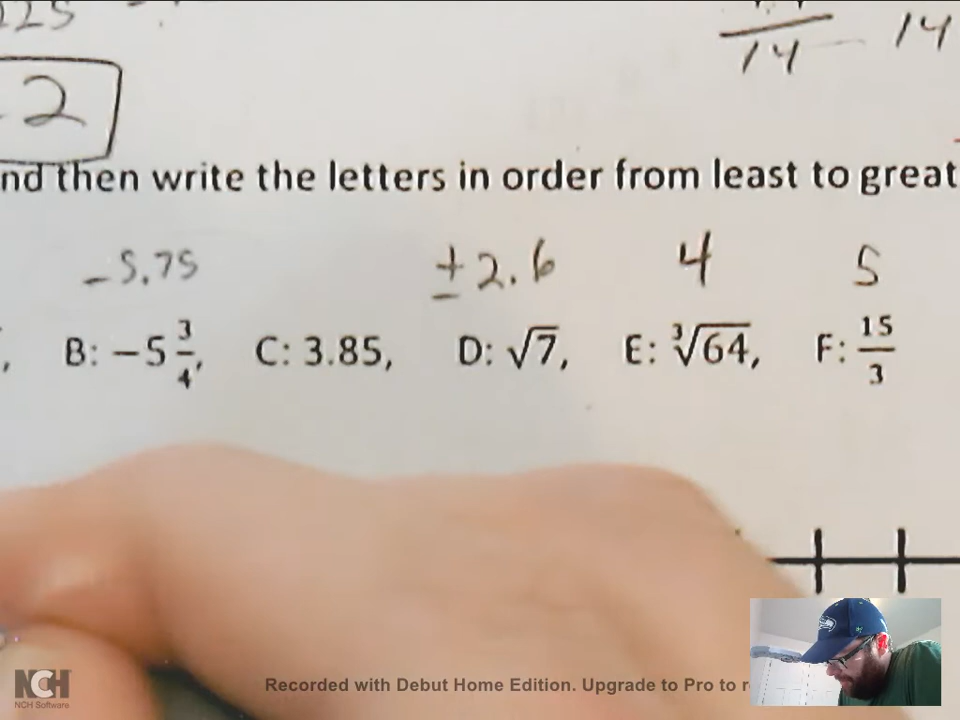 225
14 14
2
nd then write the letters in order from least to great
-5.75 ±2.6 4 5
, B: −5 3/4, C: 3.85, D: √7, E: ∛64, F: 15/3
NCH
NCH Software
Recorded with Debut Home Edition. Upgrade to Pro to r